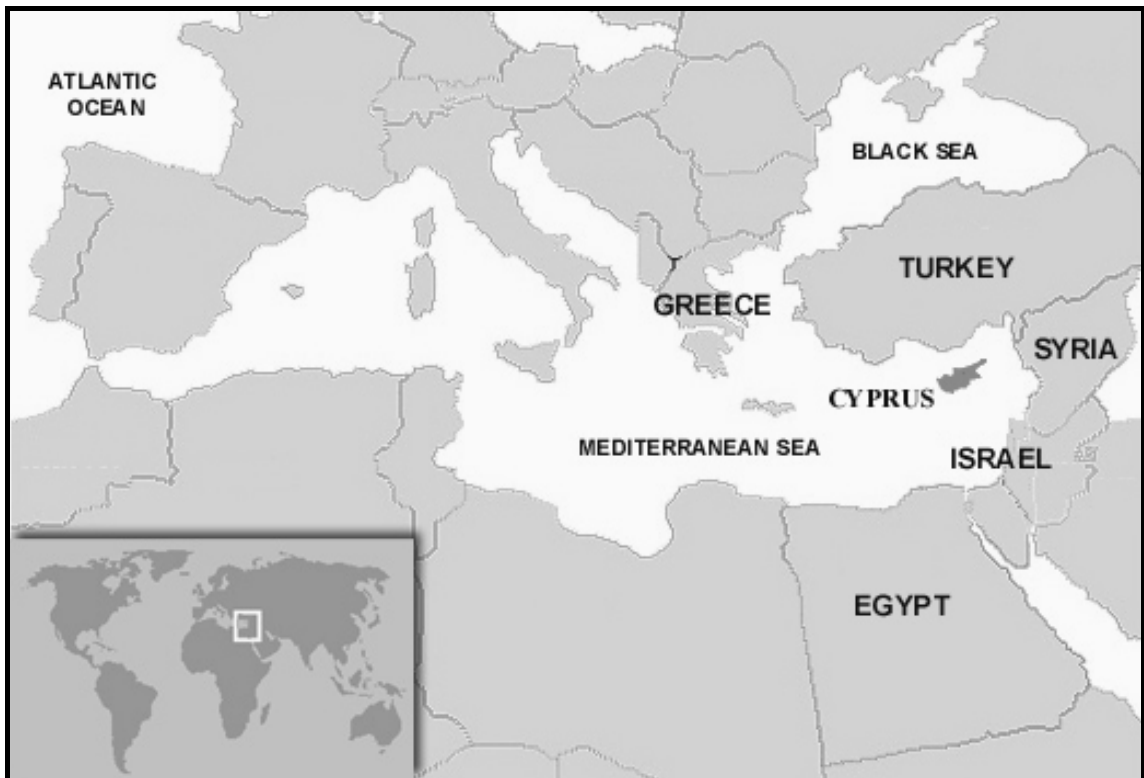 ATLANTIC
OCEAN
BLACK SEA
TURKEY
GREECE
SYRIA
CYPRUS
MEDITERRANEAN SEA
ISRAEL
EGYPT